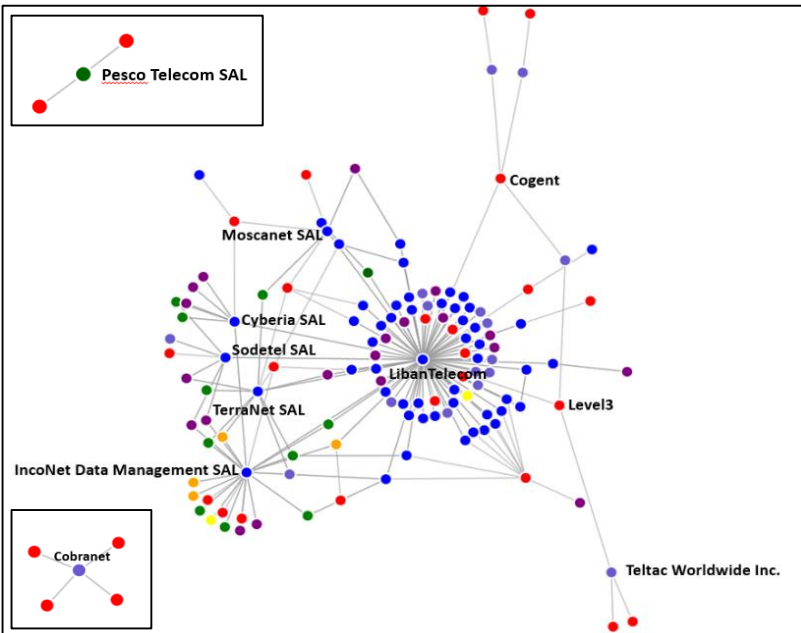 Pesco Telecom SAL
Cogent
Moscanet SAL
Cyberia SAL
Sodetel SAL
LibanTelecom
TerraNet SAL
Level3
IncoNet Data Management SAL
Cobranet
Teltac Worldwide Inc.